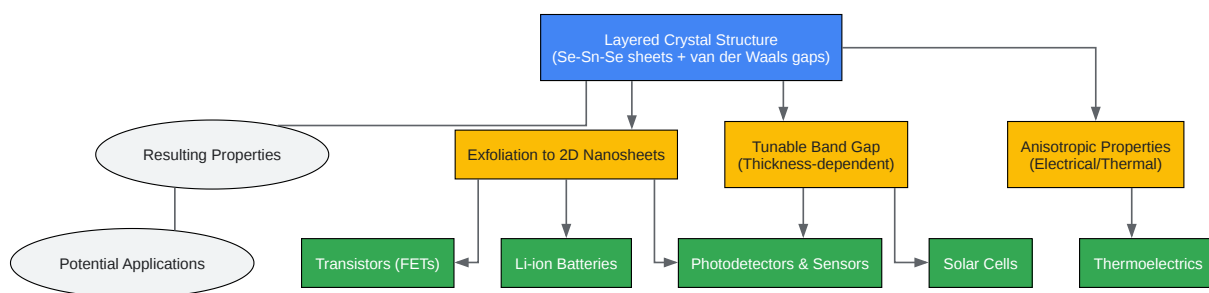 Layered Crystal Structure
(Se-Sn-Se sheets + van der Waals gaps)
Resulting Properties
Exfoliation to 2D Nanosheets
Tunable Band Gap
(Thickness-dependent)
Anisotropic Properties
(Electrical/Thermal)
Potential Applications
Transistors (FETs)
Li-ion Batteries
Photodetectors & Sensors
Solar Cells
Thermoelectrics